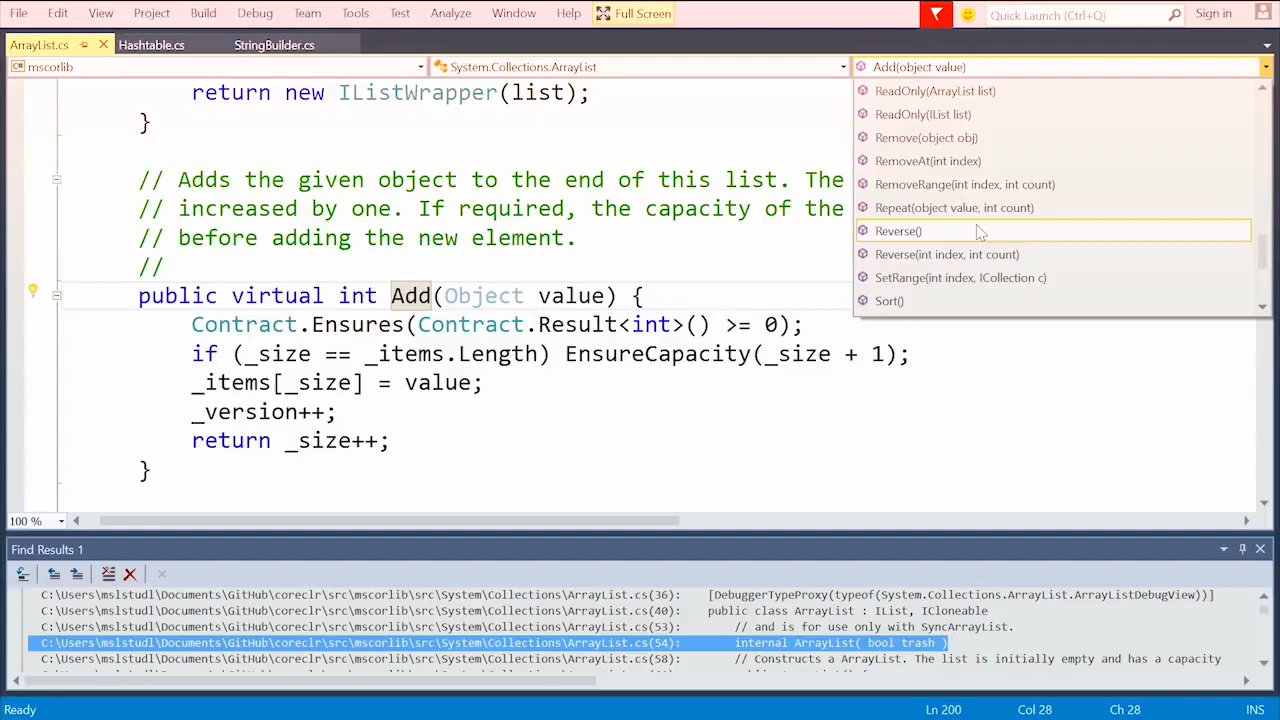 File Edit View Project Build Debug Team Tools Test Analyze Window Help Full Screen Quick Launch (Ctrl+Q) Sign in
ArrayList.cs Hashtable.cs StringBuilder.cs
mscorlib System.Collections.ArrayList Add(object value)
return new IListWrapper(list);
}
// Adds the given object to the end of this list. The
// increased by one. If required, the capacity of the
// before adding the new element.
//
public virtual int Add(Object value) {
Contract.Ensures(Contract.Result<int>() >= 0);
if (_size == _items.Length) EnsureCapacity(_size + 1);
_items[_size] = value;
_version++;
return _size++;
}
ReadOnly(ArrayList list)
ReadOnly(IList list)
Remove(object obj)
RemoveAt(int index)
RemoveRange(int index, int count)
Repeat(object value, int count)
Reverse()
Reverse(int index, int count)
SetRange(int index, ICollection c)
Sort()
100 %
Find Results 1
C:\Users\mslstudl\Documents\GitHub\coreclr\src\mscorlib\src\System\Collections\ArrayList.cs(36): [DebuggerTypeProxy(typeof(System.Collections.ArrayList.ArrayListDebugView))]
C:\Users\mslstudl\Documents\GitHub\coreclr\src\mscorlib\src\System\Collections\ArrayList.cs(40): public class ArrayList : IList, ICloneable
C:\Users\mslstudl\Documents\GitHub\coreclr\src\mscorlib\src\System\Collections\ArrayList.cs(53): // and is for use only with SyncArrayList.
C:\Users\mslstudl\Documents\GitHub\coreclr\src\mscorlib\src\System\Collections\ArrayList.cs(54): internal ArrayList( bool trash )
C:\Users\mslstudl\Documents\GitHub\coreclr\src\mscorlib\src\System\Collections\ArrayList.cs(58): // Constructs a ArrayList. The list is initially empty and has a capacity
Ready Ln 200 Col 28 Ch 28 INS